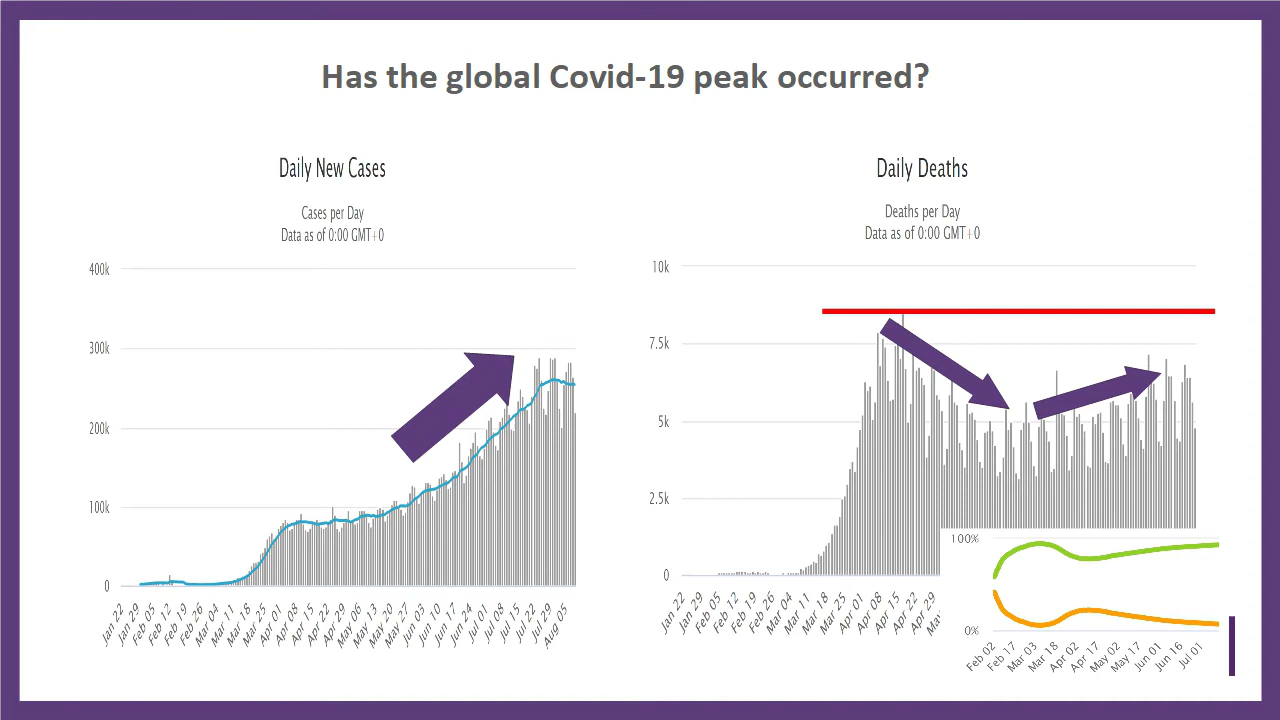 Has the global Covid-19 peak occurred?
Daily New Cases
Cases per Day
Data as of 0:00 GMT+0
400k
300k
200k
100k
0
Jan 22
Jan 29
Feb 05
Feb 12
Feb 19
Feb 26
Mar 04
Mar 11
Mar 18
Mar 25
Apr 01
Apr 08
Apr 15
Apr 22
Apr 29
May 06
May 13
May 20
May 27
Jun 03
Jun 10
Jun 17
Jun 24
Jul 01
Jul 08
Jul 15
Jul 22
Jul 29
Aug
Daily Deaths
Deaths per Day
Data as of 0:00 GMT+0
10k
7.5k
5k
2.5k
0
Jan 22
Jan 29
Feb 05
Feb 12
Feb 19
Feb 26
Mar 04
Mar 11
Mar 18
Mar 25
Apr 01
Apr 08
Apr 15
Apr 22
Apr 29
100%
0%
Feb 02
Feb 17
Mar 03
Mar 18
Apr 02
Apr 17
May 02
May 17
Jun 01
Jun 16
Jul 01